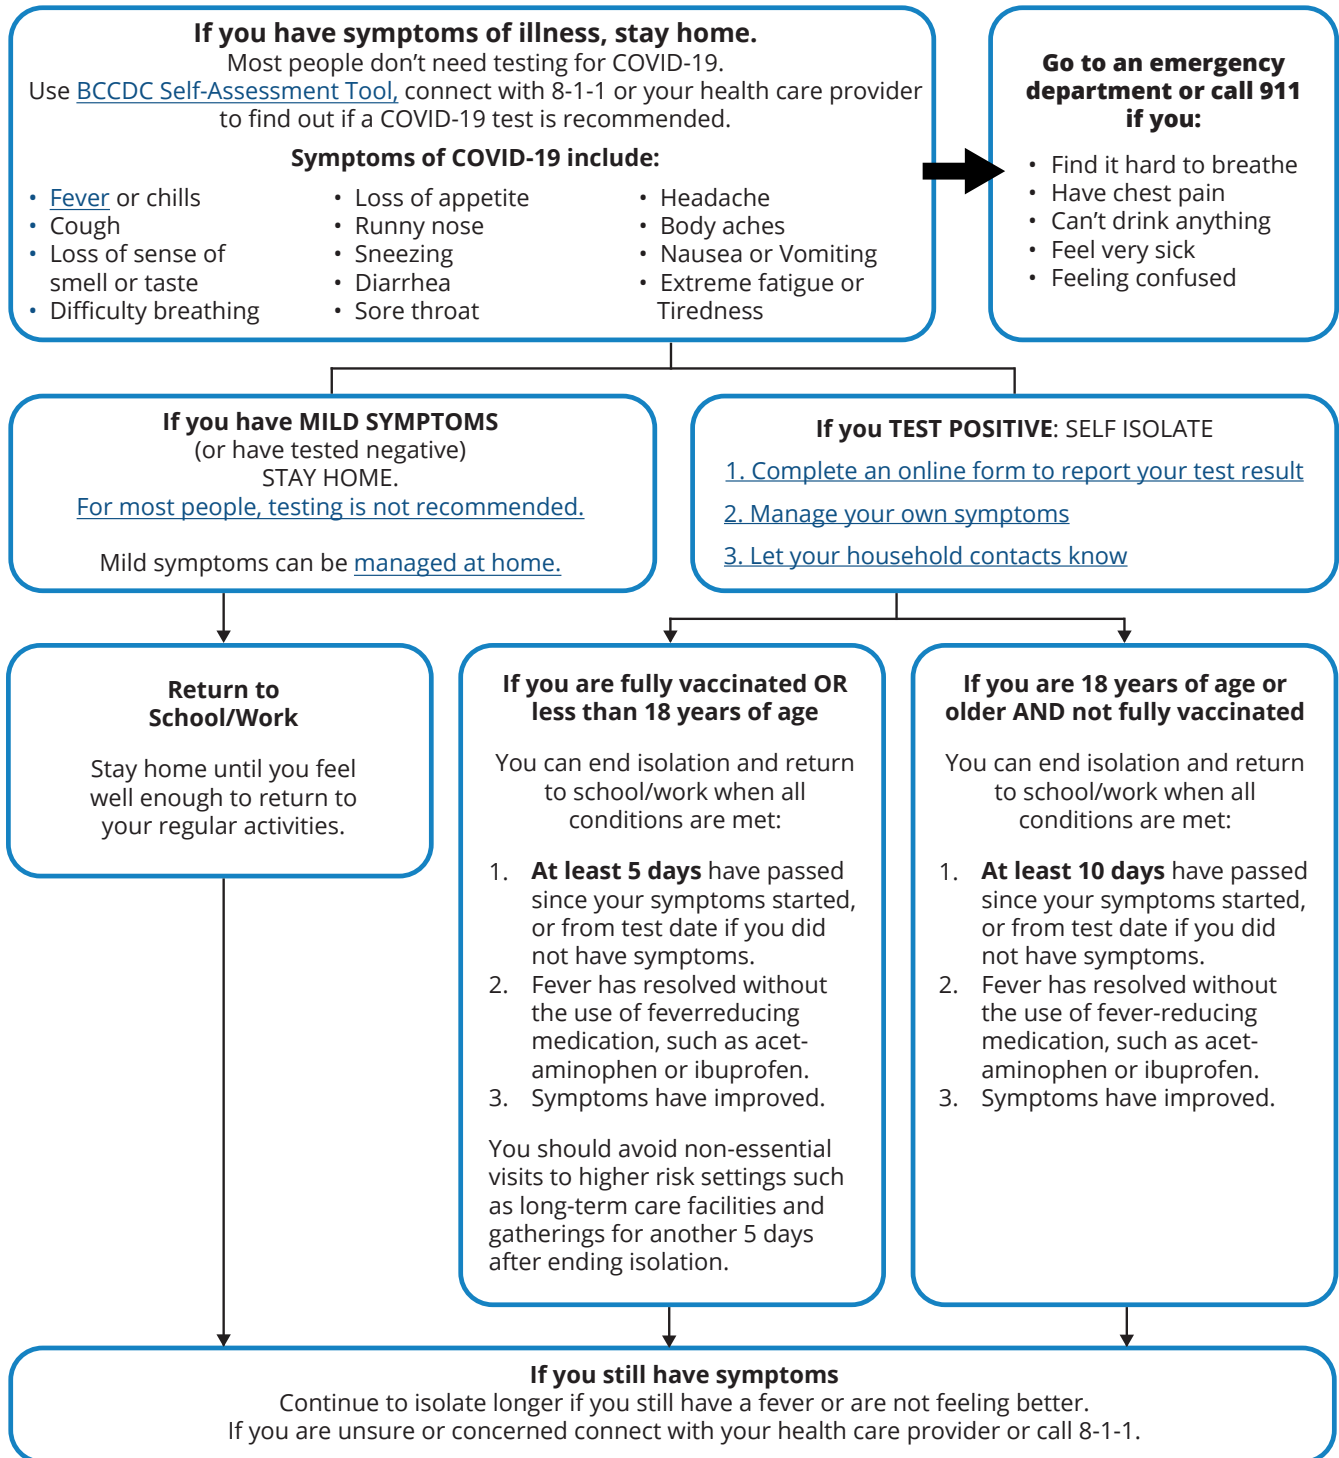 If you have symptoms of illness, stay home.
Most people don't need testing for COVID-19.
Use BCCDC Self-Assessment Tool, connect with 8-1-1 or your health care provider
to find out if a COVID-19 test is recommended.
Symptoms of COVID-19 include:
• Fever or chills
• Cough
• Loss of sense of
smell or taste
• Difficulty breathing
• Loss of appetite
• Runny nose
• Sneezing
• Diarrhea
• Sore throat
• Headache
• Body aches
• Nausea or Vomiting
• Extreme fatigue or
Tiredness
Go to an emergency
department or call 911
if you:
• Find it hard to breathe
• Have chest pain
• Can't drink anything
• Feel very sick
• Feeling confused
If you have MILD SYMPTOMS
(or have tested negative)
STAY HOME.
For most people, testing is not recommended.
Mild symptoms can be managed at home.
If you TEST POSITIVE: SELF ISOLATE
1. Complete an online form to report your test result
2. Manage your own symptoms
3. Let your household contacts know
Return to
School/Work
Stay home until you feel
well enough to return to
your regular activities.
If you are fully vaccinated OR
less than 18 years of age
You can end isolation and return
to school/work when all
conditions are met:
1. At least 5 days have passed
since your symptoms started,
or from test date if you did
not have symptoms.
2. Fever has resolved without
the use of feverreducing
medication, such as acet-
aminophen or ibuprofen.
3. Symptoms have improved.
You should avoid non-essential
visits to higher risk settings such
as long-term care facilities and
gatherings for another 5 days
after ending isolation.
If you are 18 years of age or
older AND not fully vaccinated
You can end isolation and return
to school/work when all
conditions are met:
1. At least 10 days have passed
since your symptoms started,
or from test date if you did
not have symptoms.
2. Fever has resolved without
the use of fever-reducing
medication, such as acet-
aminophen or ibuprofen.
3. Symptoms have improved.
If you still have symptoms
Continue to isolate longer if you still have a fever or are not feeling better.
If you are unsure or concerned connect with your health care provider or call 8-1-1.